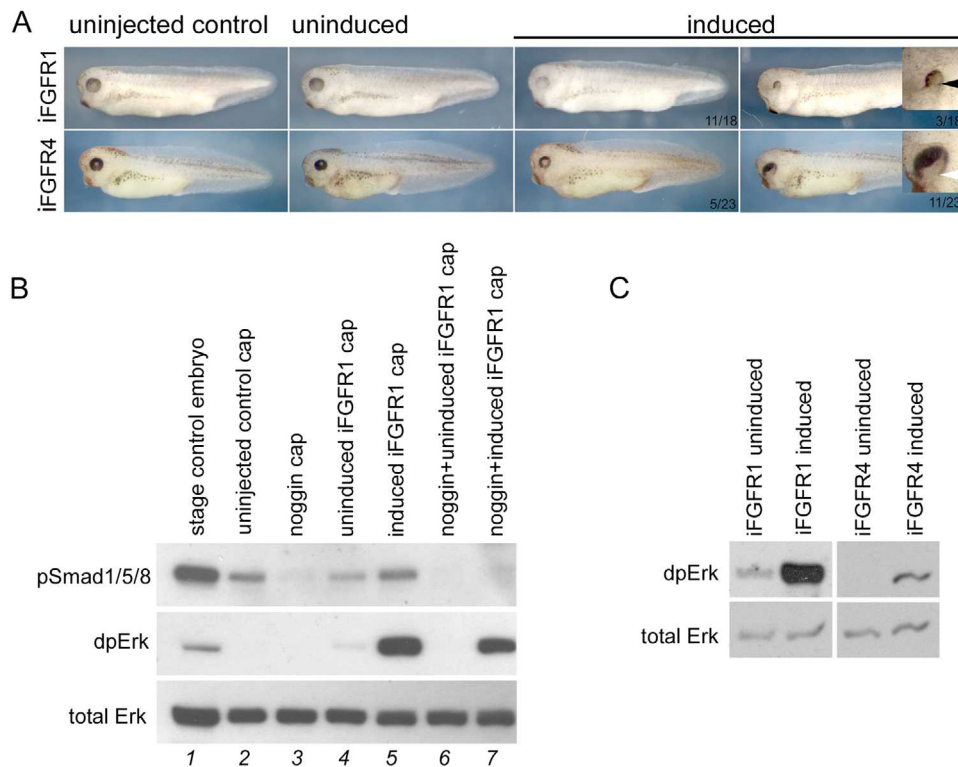 A
uninjected control
uninduced
induced
iFGFR1
11/18
3/18
iFGFR4
5/23
11/23
B
stage control embryo
uninjected control cap
noggin cap
uninduced iFGFR1 cap
induced iFGFR1 cap
noggin+uninduced iFGFR1 cap
noggin+induced iFGFR1 cap
pSmad1/5/8
dpErk
total Erk
1 2 3 4 5 6 7
C
iFGFR1 uninduced
iFGFR1 induced
iFGFR4 uninduced
iFGFR4 induced
dpErk
total Erk